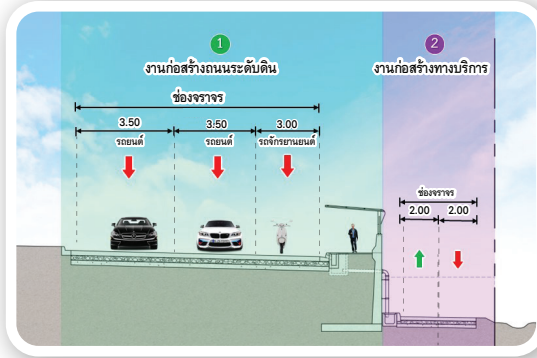 1
งานก่อสร้างถนนระดับดิน
2
งานก่อสร้างทางบริการ
ช่องจราจร
3.50
3.50
3.00
รถยนต์
รถยนต์
รถจักรยานยนต์
ช่องจราจร
2.00
2.00